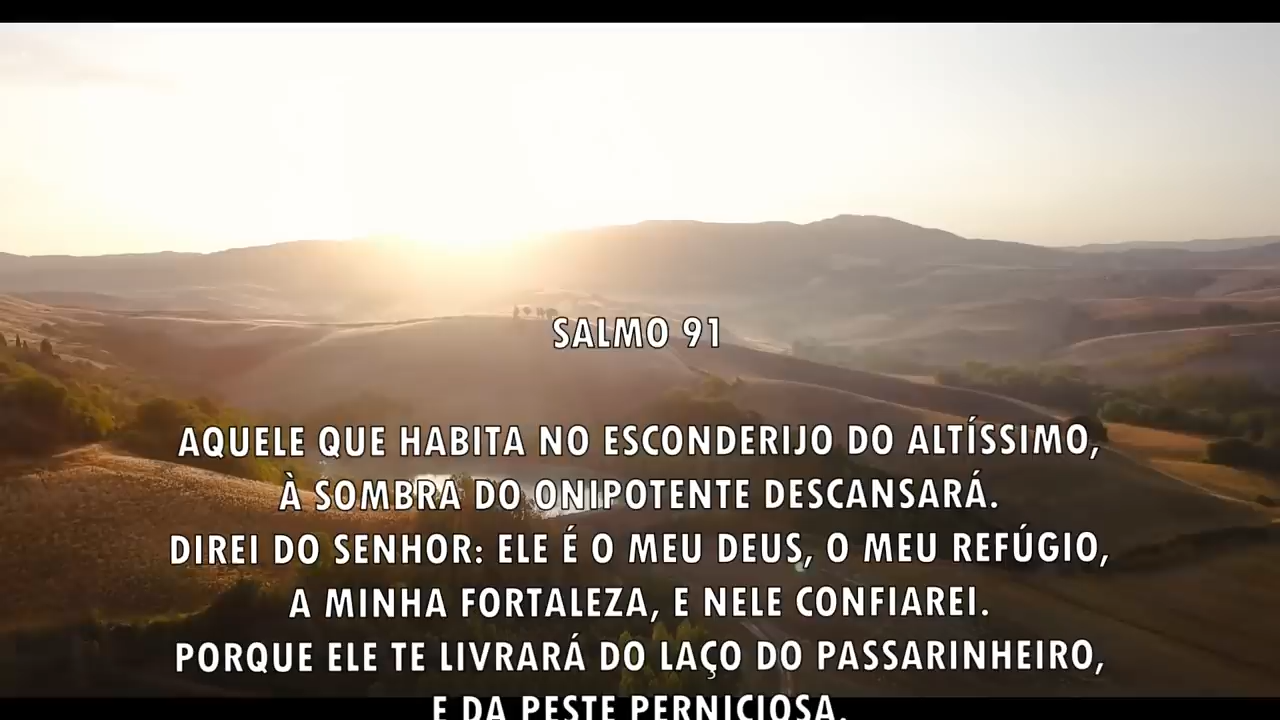 SALMO 91
AQUELE QUE HABITA NO ESCONDERIJO DO ALTÍSSIMO,
À SOMBRA DO ONIPOTENTE DESCANSARÁ.
DIREI DO SENHOR: ELE É O MEU DEUS, O MEU REFÚGIO,
A MINHA FORTALEZA, E NELE CONFIAREI.
PORQUE ELE TE LIVRARÁ DO LAÇO DO PASSARINHEIRO,
E DA PESTE PERNICIOSA.